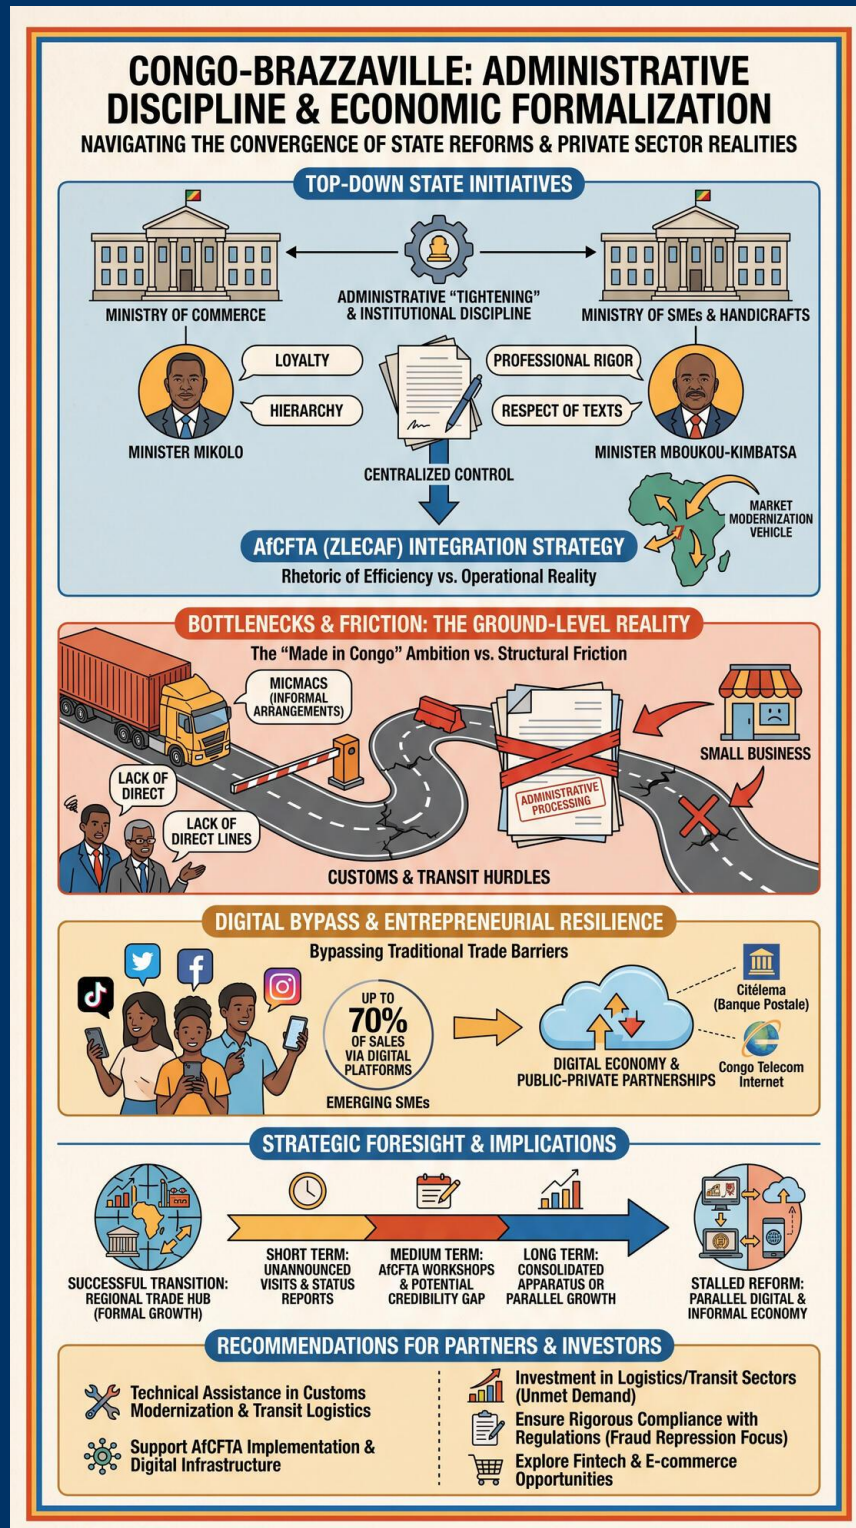 CONGO-BRAZZAVILLE: ADMINISTRATIVE
DISCIPLINE & ECONOMIC FORMALIZATION
NAVIGATING THE CONVERGENCE OF STATE REFORMS & PRIVATE SECTOR REALITIES
TOP-DOWN STATE INITIATIVES
MINISTRY OF COMMERCE
ADMINISTRATIVE “TIGHTENING”
& INSTITUTIONAL DISCIPLINE
MINISTRY OF SMEs & HANDICRAFTS
LOYALTY
HIERARCHY
PROFESSIONAL RIGOR
RESPECT OF TEXTS
MINISTER MIKOLO
MINISTER MBOUKOU-KIMBATSA
CENTRALIZED CONTROL
MARKET
MODERNIZATION
VEHICLE
AfCFTA (ZLECAF) INTEGRATION STRATEGY
Rhetoric of Efficiency vs. Operational Reality
BOTTLENECKS & FRICTION: THE GROUND-LEVEL REALITY
The “Made in Congo” Ambition vs. Structural Friction
MICMACS
(INFORMAL
ARRANGEMENTS)
SMALL BUSINESS
LACK OF
DIRECT
LACK OF
DIRECT LINES
ADMINISTRATIVE
PROCESSING
CUSTOMS & TRANSIT HURDLES
DIGITAL BYPASS & ENTREPRENEURIAL RESILIENCE
Bypassing Traditional Trade Barriers
UP TO
70%
OF SALES
VIA DIGITAL
PLATFORMS
EMERGING SMEs
DIGITAL ECONOMY &
PUBLIC-PRIVATE PARTNERSHIPS
Citélema
(Banque Postale)
Congo Telecom
Internet
STRATEGIC FORESIGHT & IMPLICATIONS
SUCCESSFUL TRANSITION:
REGIONAL TRADE HUB
(FORMAL GROWTH)
SHORT TERM:
UNANNOUNCED
VISITS & STATUS
REPORTS
MEDIUM TERM:
AfCFTA WORKSHOPS
& POTENTIAL
CREDIBILITY GAP
LONG TERM:
CONSOLIDATED
APPARATUS OR
PARALLEL GROWTH
STALLED REFORM:
PARALLEL DIGITAL &
INFORMAL ECONOMY
RECOMMENDATIONS FOR PARTNERS & INVESTORS
Technical Assistance in Customs
Modernization & Transit Logistics
Support AfCFTA Implementation &
Digital Infrastructure
Investment in Logistics/Transit Sectors
(Unmet Demand)
Ensure Rigorous Compliance with
Regulations (Fraud Repression Focus)
Explore Fintech & E-commerce
Opportunities